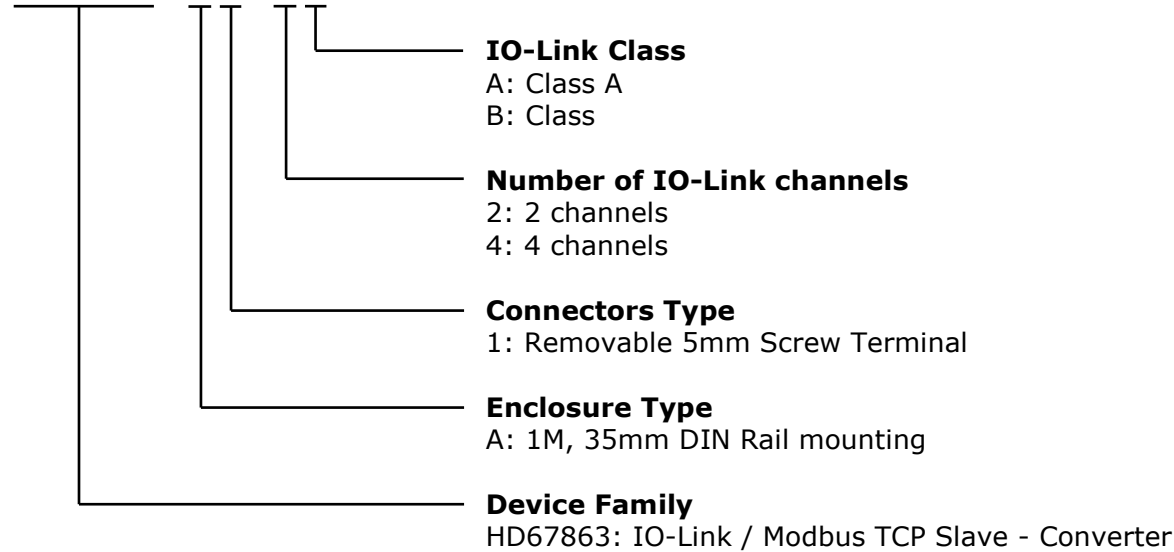 IO-Link Class
A: Class A
B: Class
Number of IO-Link channels
2: 2 channels
4: 4 channels
Connectors Type
1: Removable 5mm Screw Terminal
Enclosure Type
A: 1M, 35mm DIN Rail mounting
Device Family
HD67863: IO-Link / Modbus TCP Slave - Converter